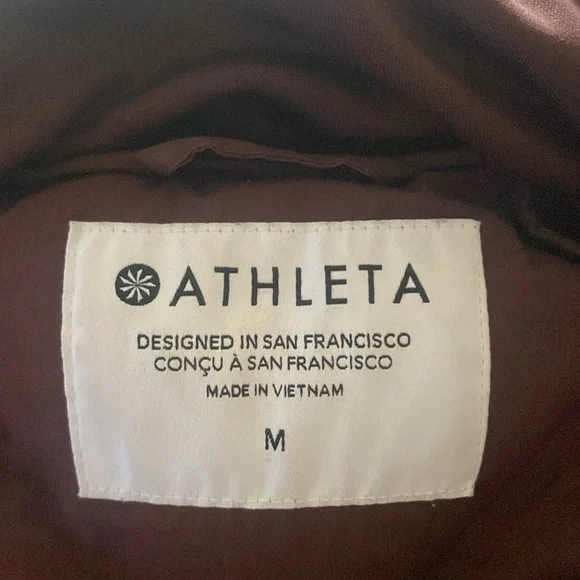 ATHLETA
DESIGNED IN SAN FRANCISCO
CONÇU À SAN FRANCISCO
MADE IN VIETNAM
M